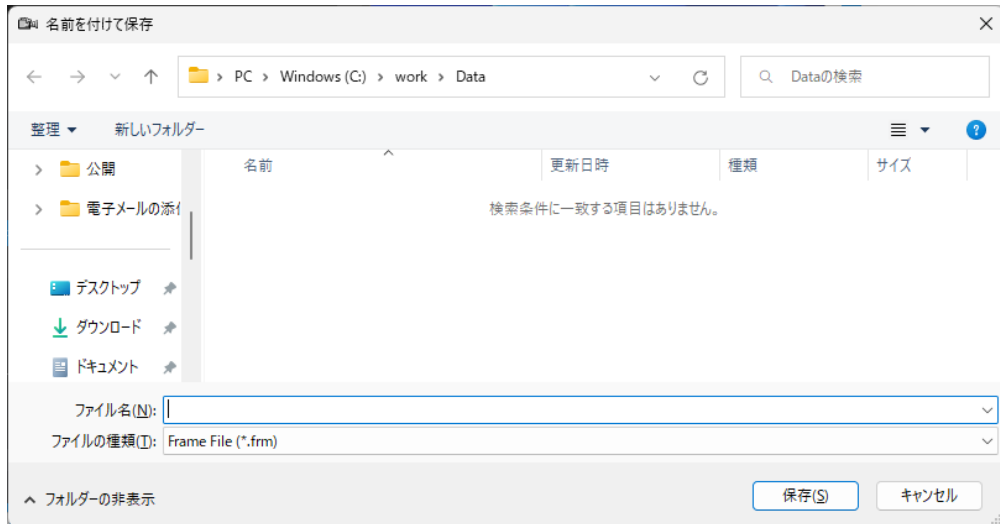 名前を付けて保存
PC > Windows (C:) > work > Data
Dataの検索
整理
新しいフォルダー
?
名前 更新日時 種類 サイズ
公開
電子メールの添
検索条件に一致する項目はありません。
デスクトップ
ダウンロード
ドキュメント
ファイル名(N):
ファイルの種類(T): Frame File (*.frm)
フォルダーの非表示
保存(S)
キャンセル